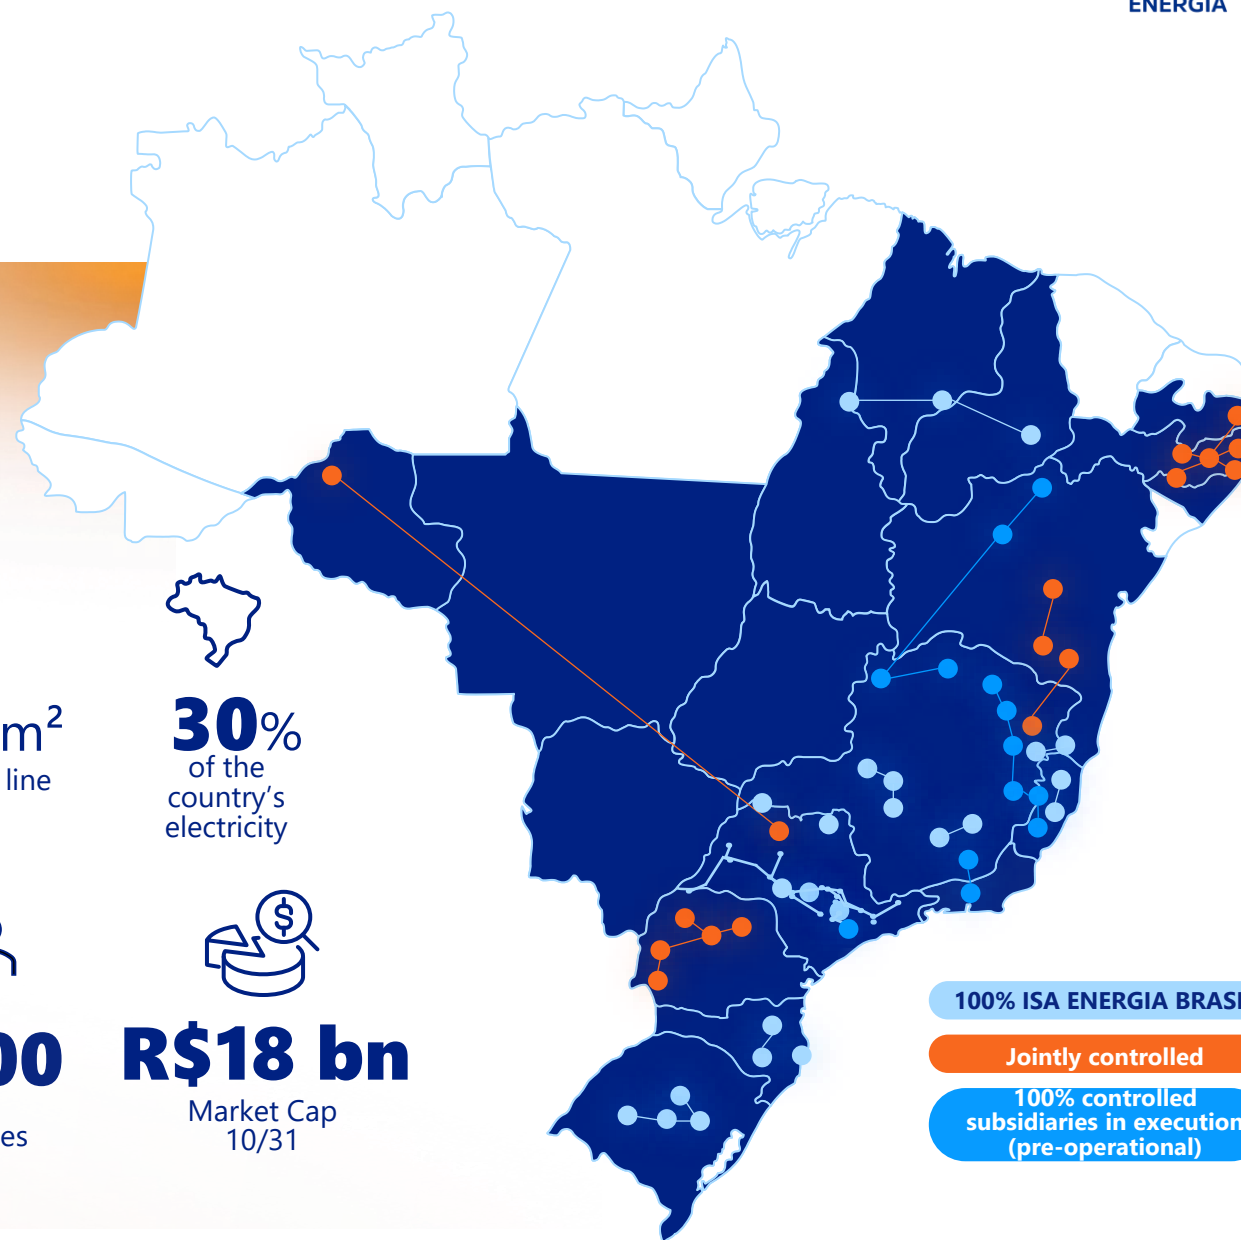 ENERGIA
m²
line
30%
of the
country's
electricity
$
00
R$18 bn
es
Market Cap
10/31
100% ISA ENERGIA BRASI
Jointly controlled
100% controlled
subsidiaries in execution
(pre-operational)